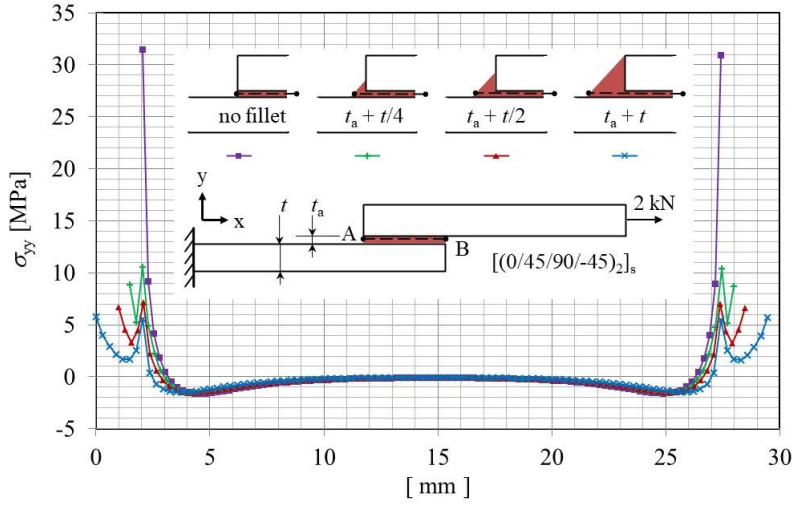 35
30
25
20
15
10
5
0
-5
σyy [MPa]
no fillet
ta + t/4
ta + t/2
ta + t
y
x
t
ta
A
B
2 kN
[(0/45/90/-45)2]s
0
5
10
15
20
25
30
[ mm ]